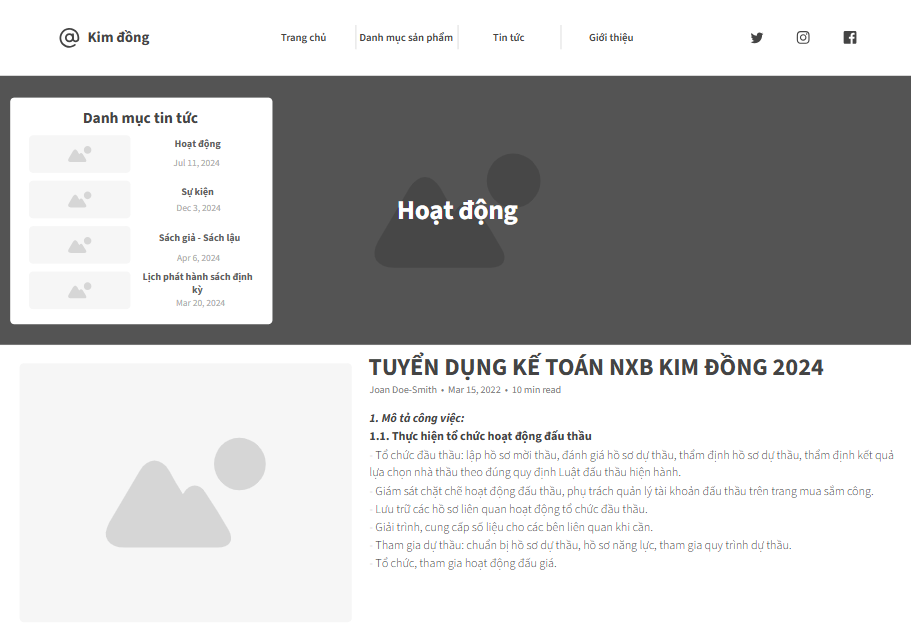 Kim đồng
Trang chủ
Danh mục sản phẩm
Tin tức
Giới thiệu
Danh mục tin tức
Hoạt động
Jul 11, 2024
Sự kiện
Dec 3, 2024
Sách giả - Sách lậu
Apr 6, 2024
Lịch phát hành sách định
kỳ
Mar 20, 2024
Hoạt động
TUYỂN DỤNG KẾ TOÁN NXB KIM ĐỒNG 2024
Joan Doe-Smith • Mar 15, 2022 • 10 min read
1. Mô tả công việc:
1.1. Thực hiện tổ chức hoạt động đấu thầu
- Tổ chức đầu thầu: lập hồ sơ mời thầu, đánh giá hồ sơ dự thầu, thẩm định hồ sơ dự thầu, thẩm định kết quả
lựa chọn nhà thầu theo đúng quy định Luật đấu thầu hiện hành.
- Giám sát chặt chẽ hoạt động đấu thầu, phụ trách quản lý tài khoản đấu thầu trên trang mua sắm công.
- Lưu trữ các hồ sơ liên quan hoạt động tổ chức đầu thầu.
- Giải trình, cung cấp số liệu cho các bên liên quan khi cần.
- Tham gia dự thầu: chuẩn bị hồ sơ dự thầu, hồ sơ năng lực, tham gia quy trình dự thầu.
- Tổ chức, tham gia hoạt động đấu giá.